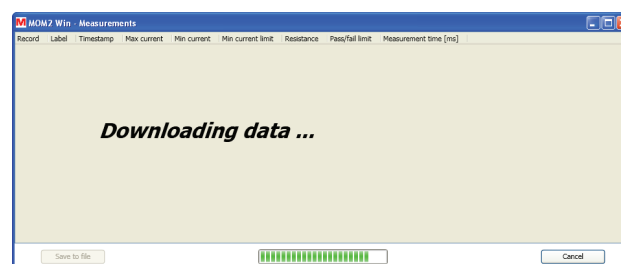 M MOM2 Win - Measurements
Record Label Timestamp Max current Min current Min current limit Resistance Pass/fail limit Measurement time [ms]
Downloading data ...
Save to file Cancel